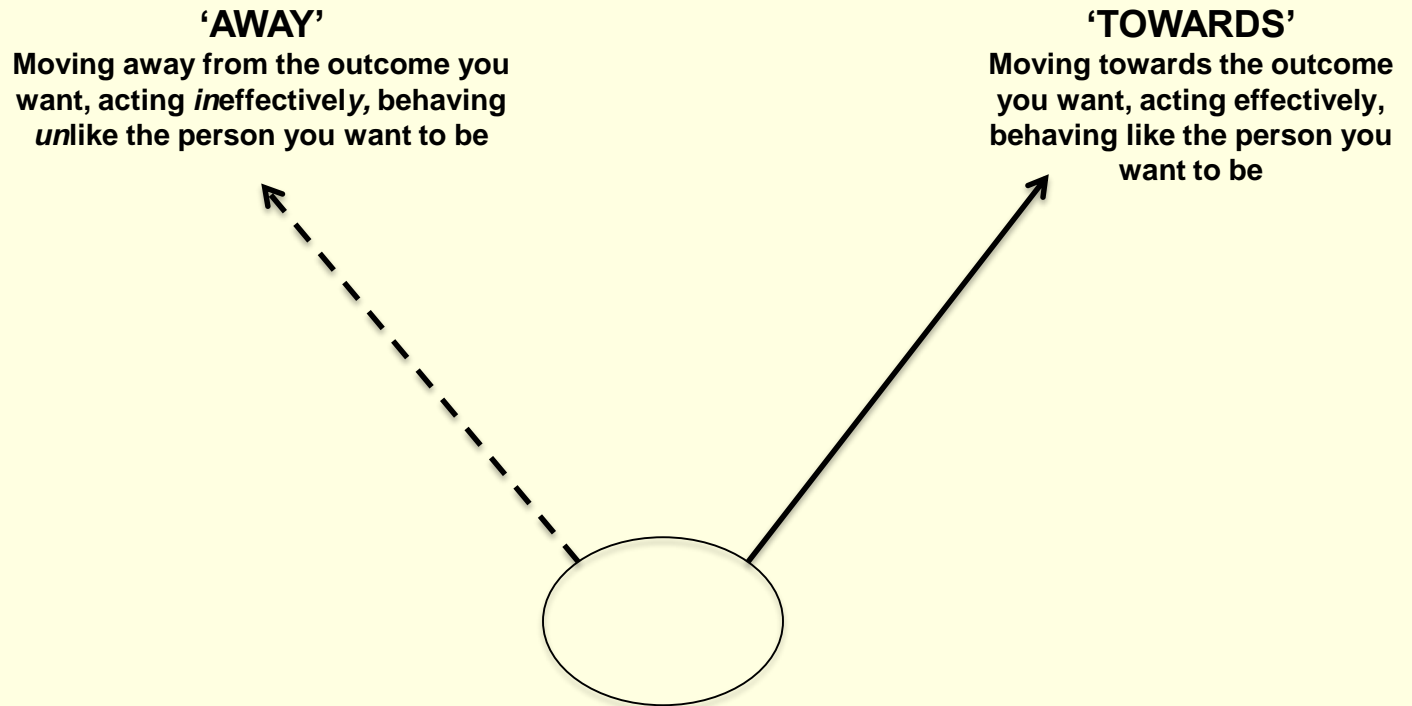 ‘AWAY’
Moving away from the outcome you
want, acting ineffectively, behaving
unlike the person you want to be
‘TOWARDS’
Moving towards the outcome
you want, acting effectively,
behaving like the person you
want to be